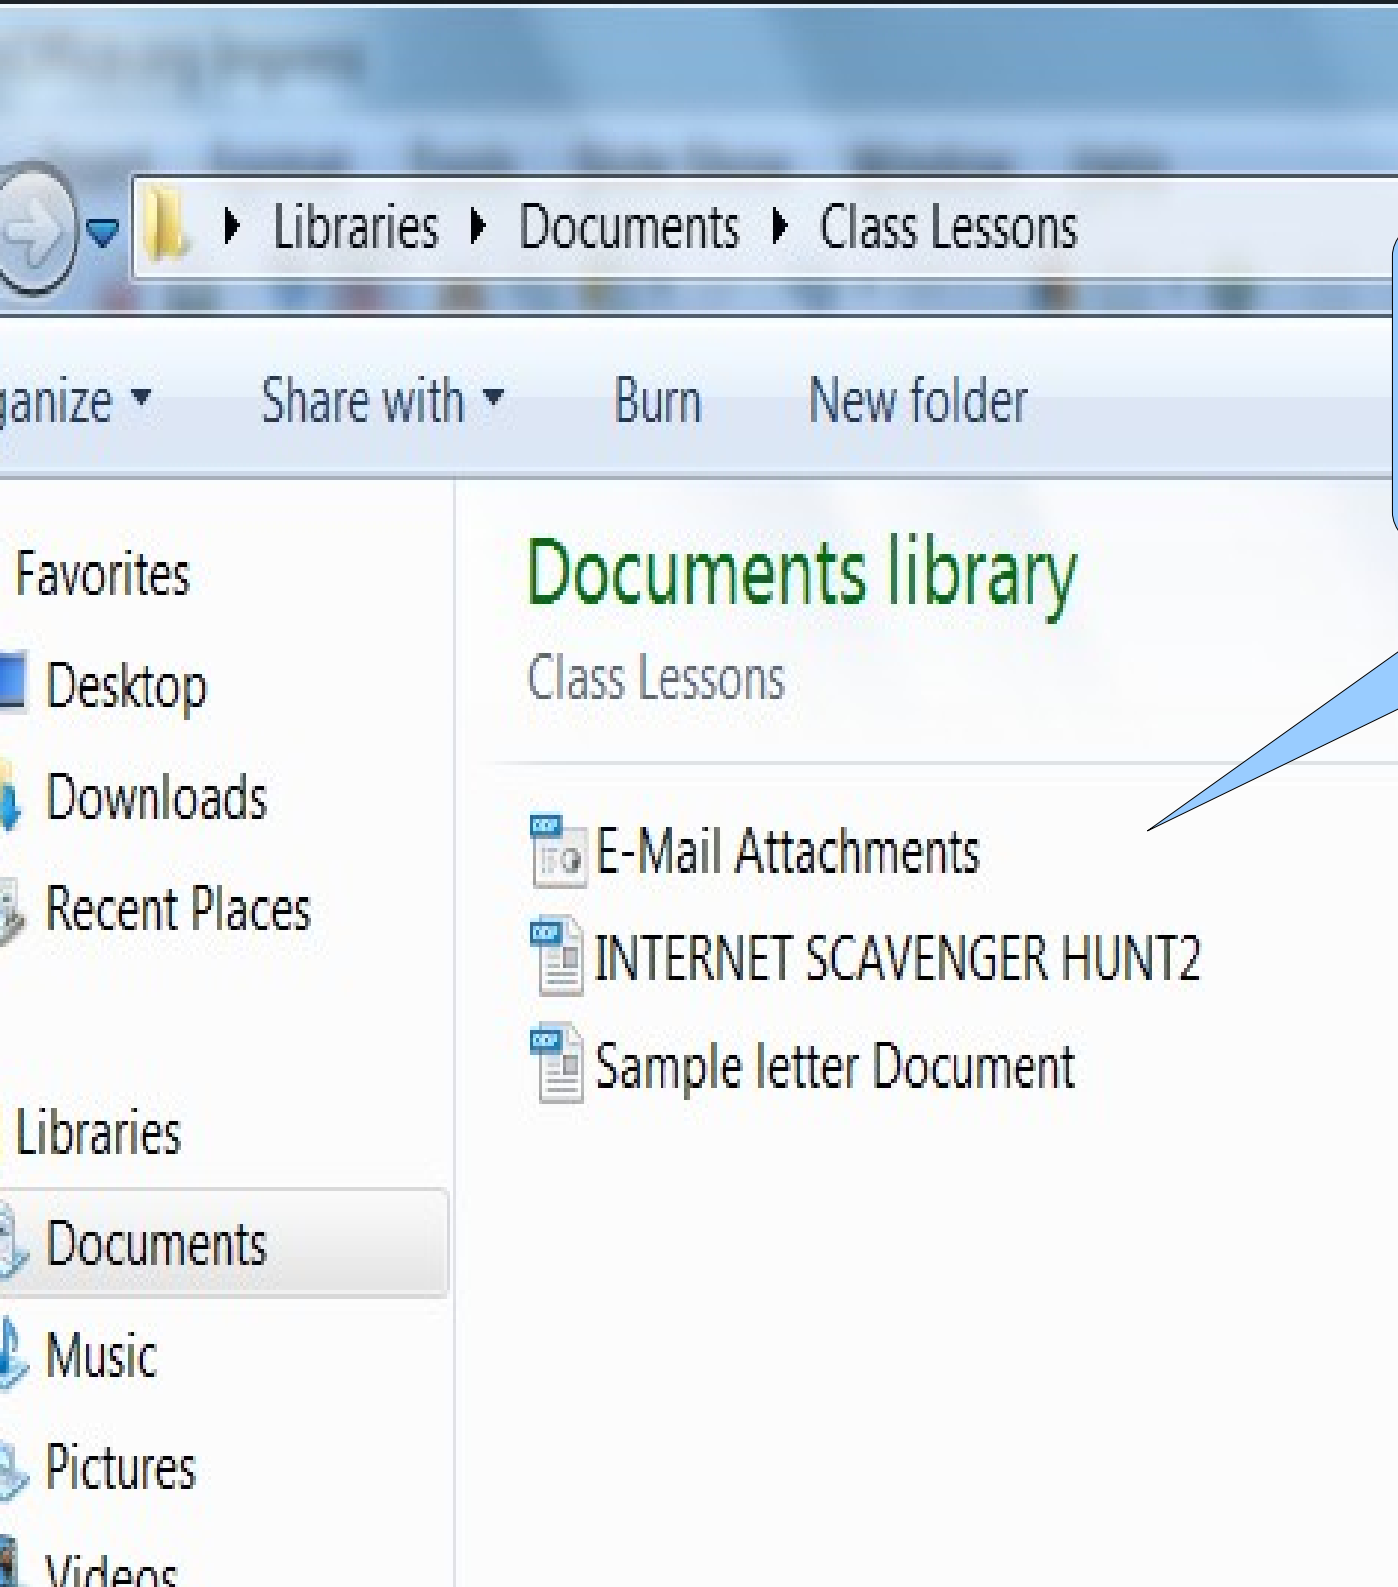 Libraries Documents Class Lessons
ganize Share with Burn New folder
Favorites
Desktop
Downloads
Recent Places
Libraries
Documents
Music
Pictures
Videos
Documents library
Class Lessons
E-Mail Attachments
INTERNET SCAVENGER HUNT2
Sample letter Document